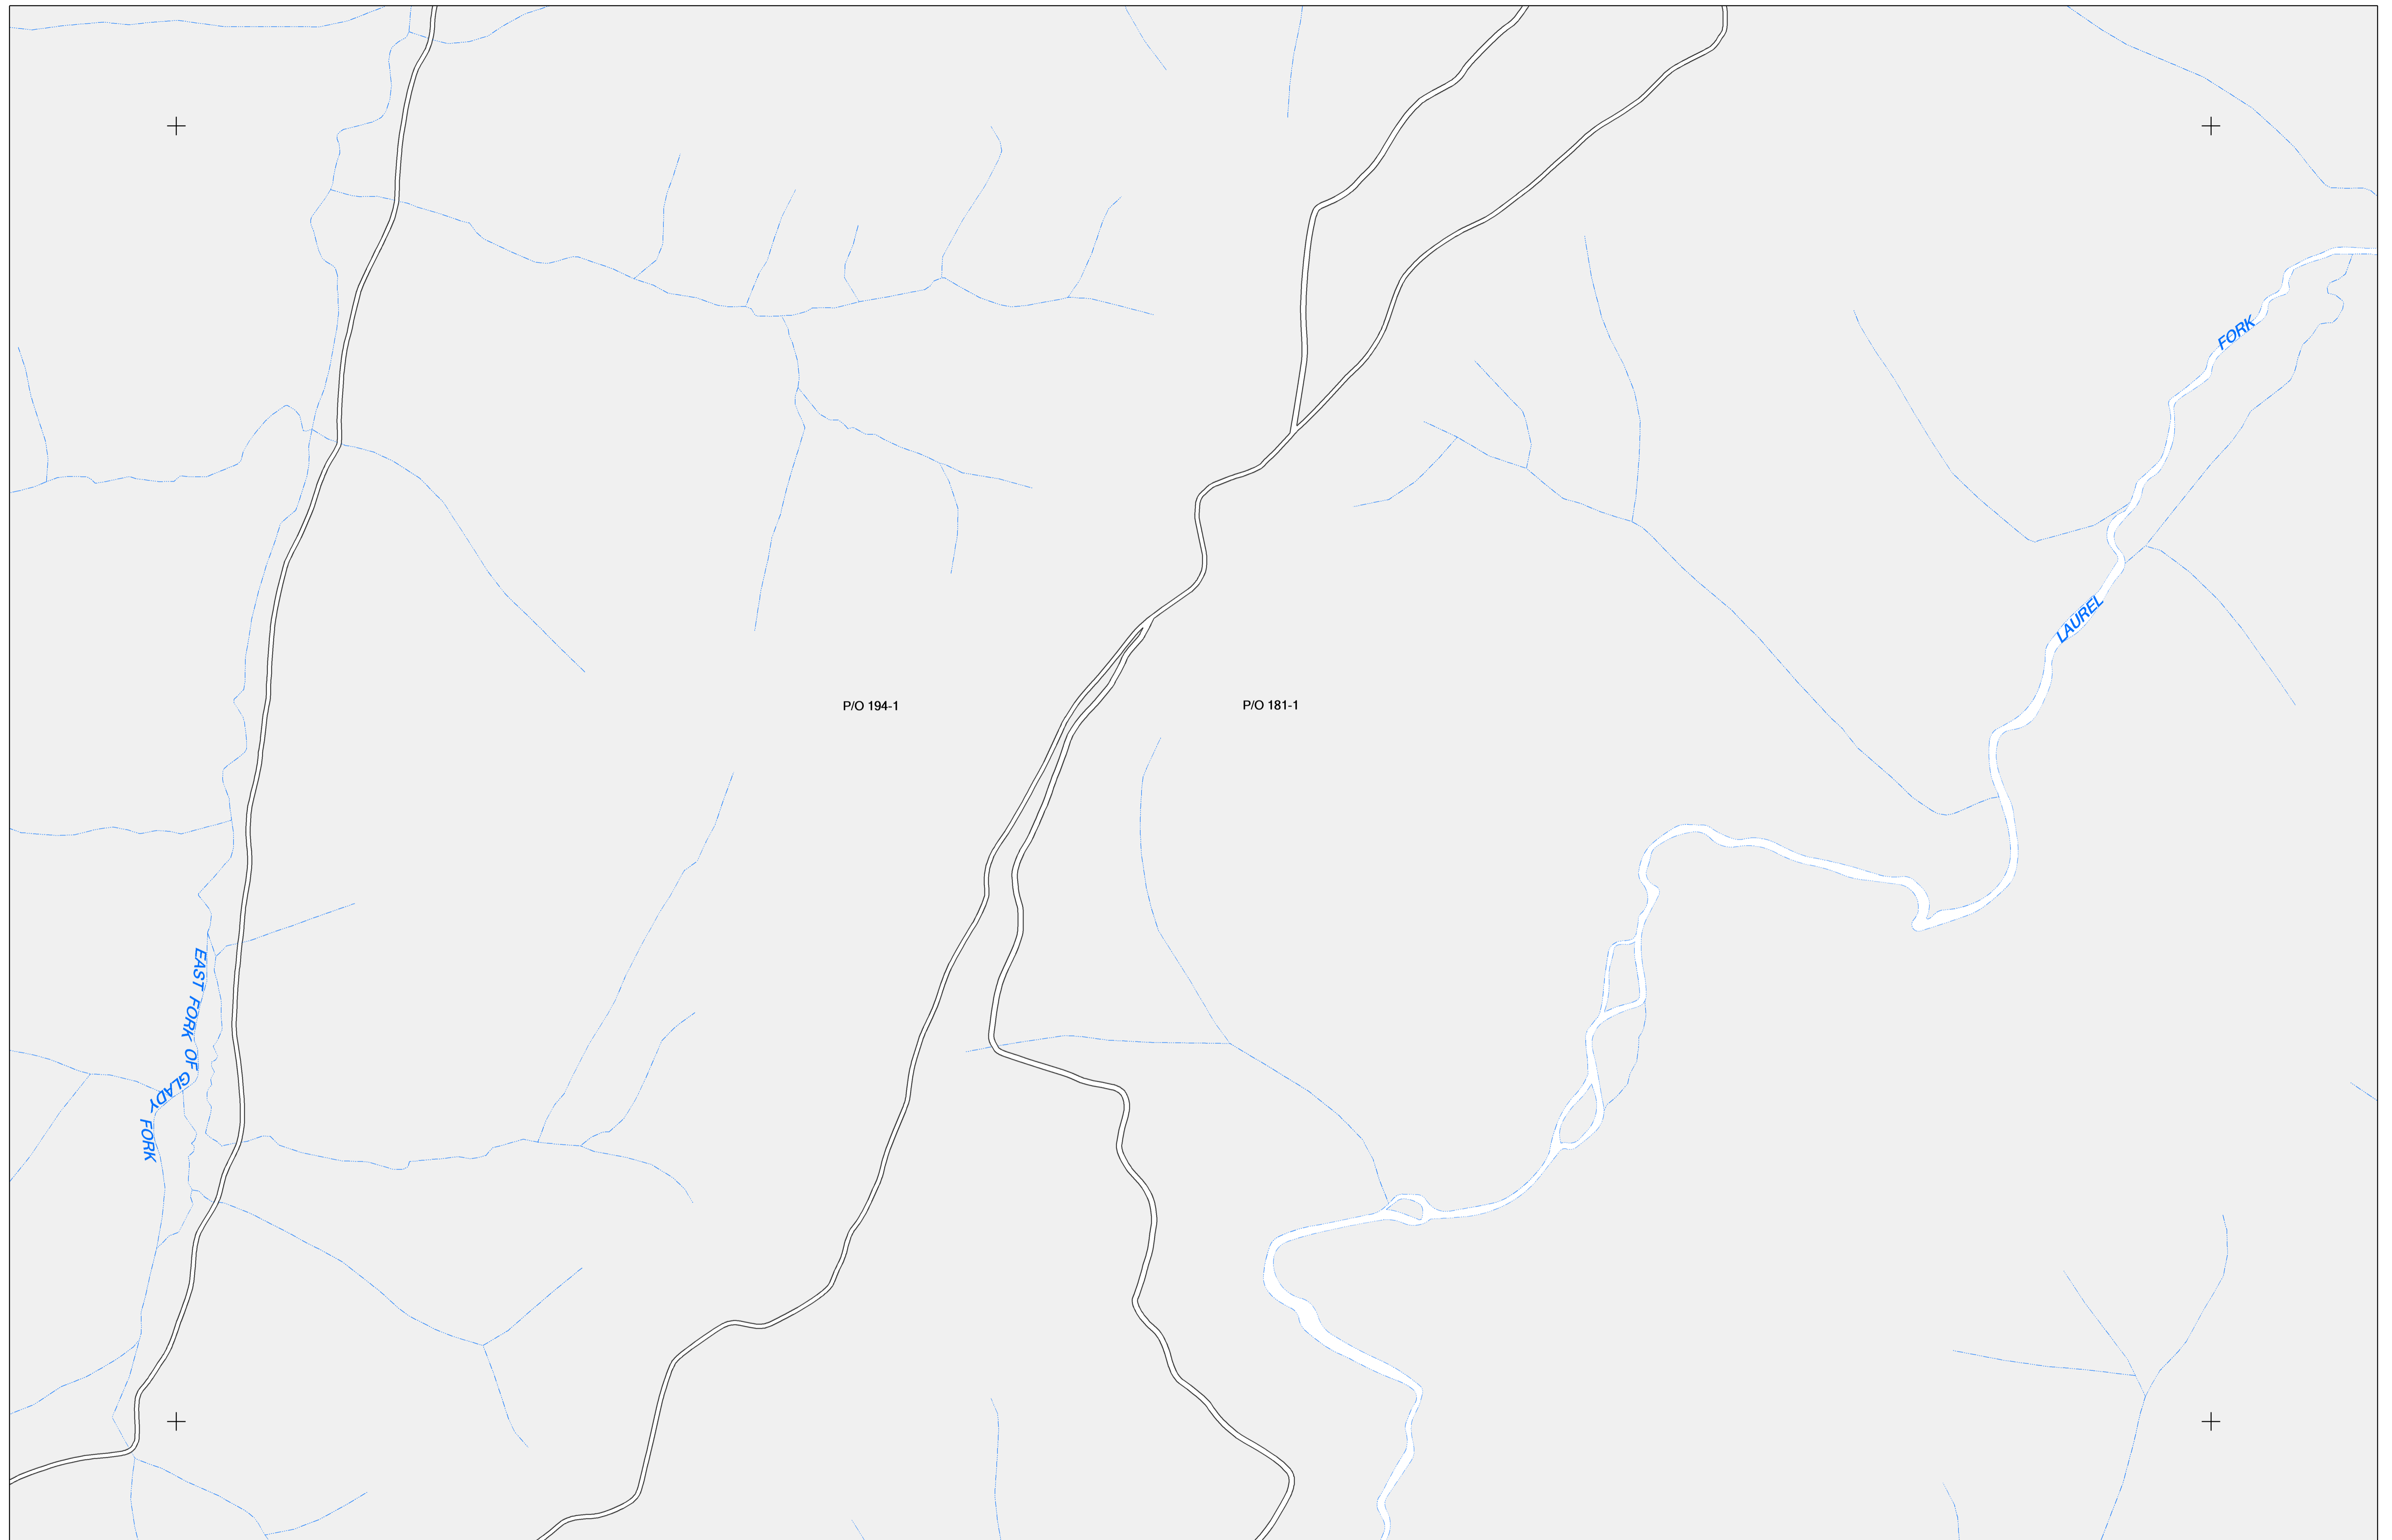 FORK
LAUREL
P/O 194-1
P/O 181-1
EAST FORK OF GLADY FORK